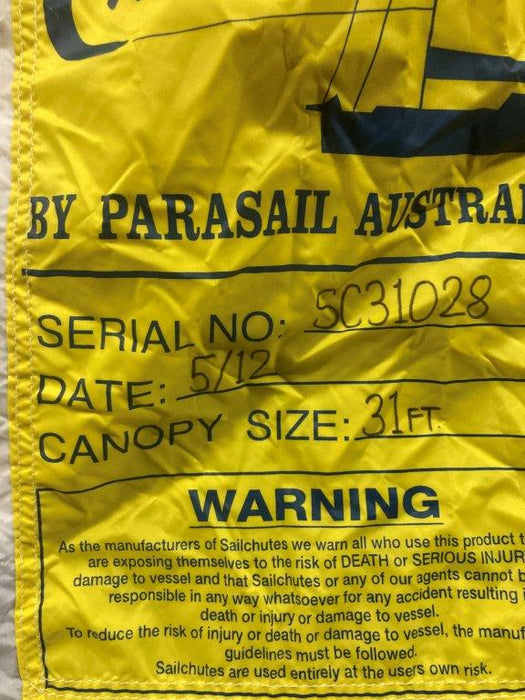 BY PARASAIL AUSTRA
SERIAL NO: SC31028
DATE: 5/12
CANOPY SIZE: 31FT.
WARNING
As the manufacturers of Sailchutes we warn all who use this product t
are exposing themselves to the risk of DEATH or SERIOUS INJUR
damage to vessel and that Sailchutes or any of our agents cannot b
responsible in any way whatsoever for any accident resulting i
death or injury or damage to vessel.
To reduce the risk of injury or death or damage to vessel, the manuf
guidelines must be followed.
Sailchutes are used entirely at the users own risk.